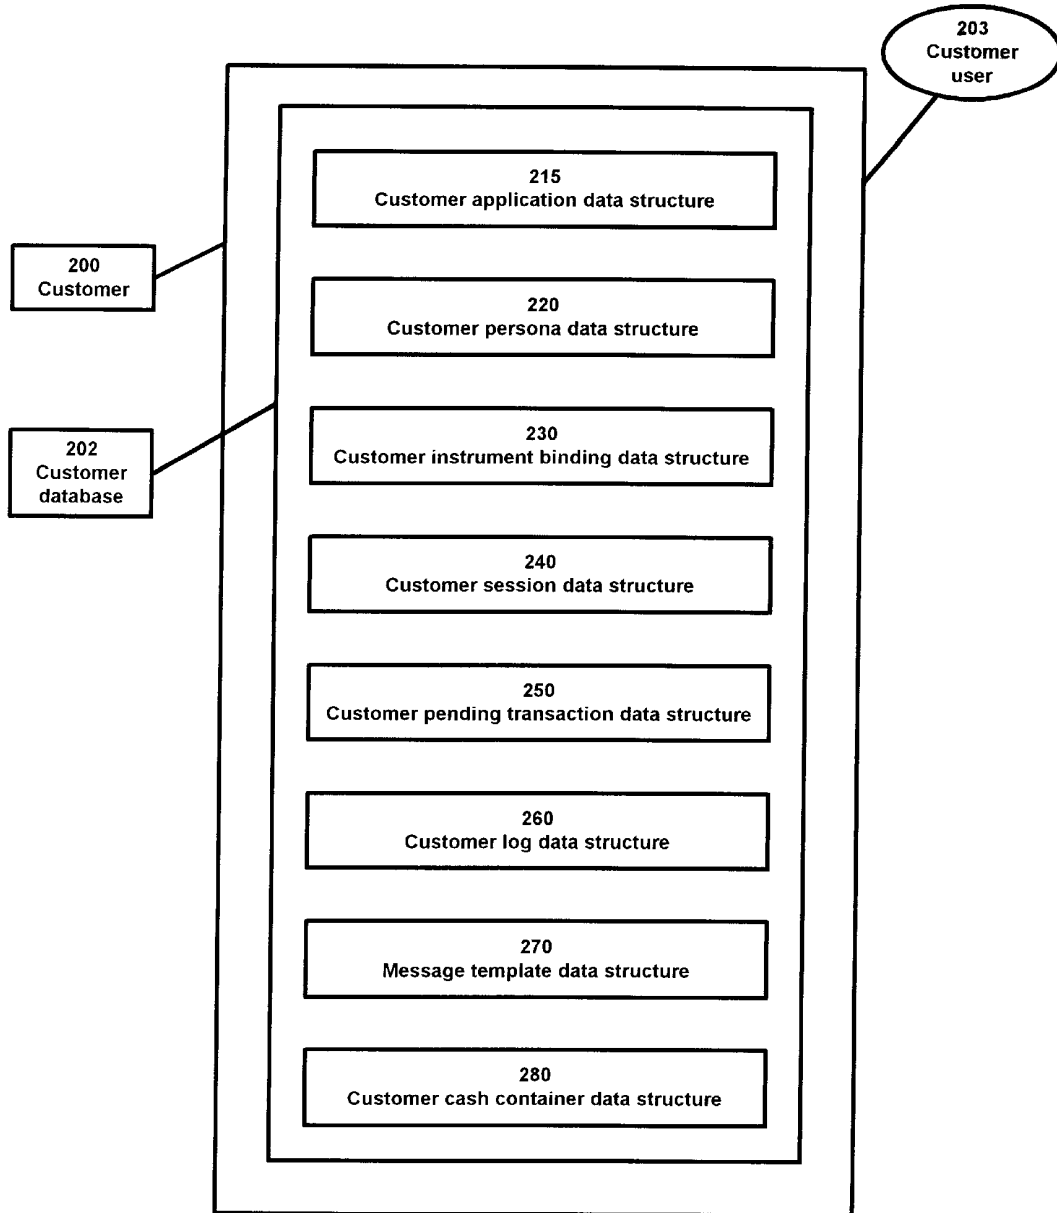 203
Customer
user
215
Customer application data structure
200
Customer
220
Customer persona data structure
230
Customer instrument binding data structure
202
Customer
database
240
Customer session data structure
250
Customer pending transaction data structure
260
Customer log data structure
270
Message template data structure
280
Customer cash container data structure